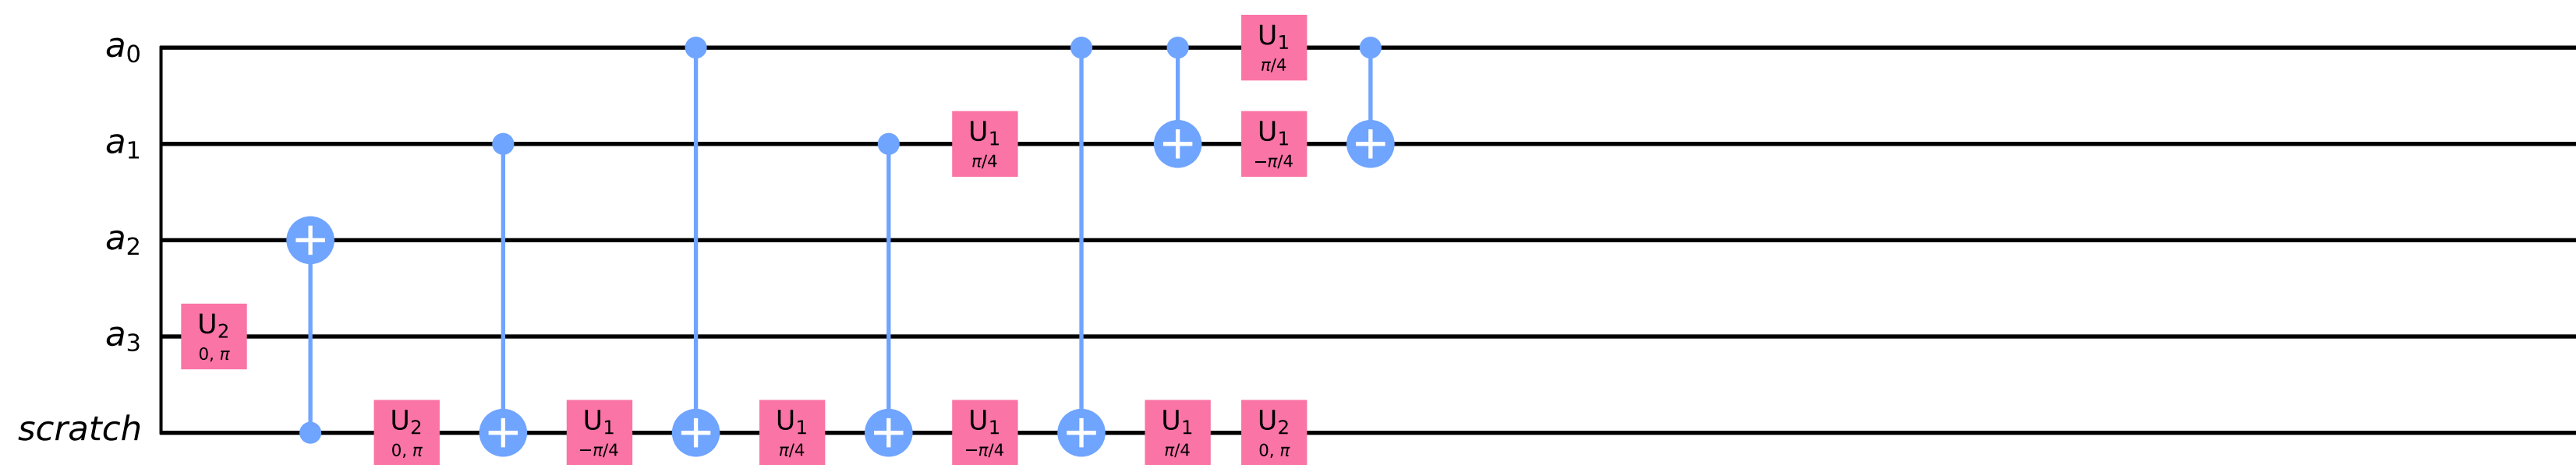 a₀ U₁ π/4
a₁ U₁ π/4 U₁ −π/4
a₂
a₃ U₂ 0, π
scratch U₂ 0, π U₁ −π/4 U₁ π/4 U₁ −π/4 U₁ π/4 U₂ 0, π